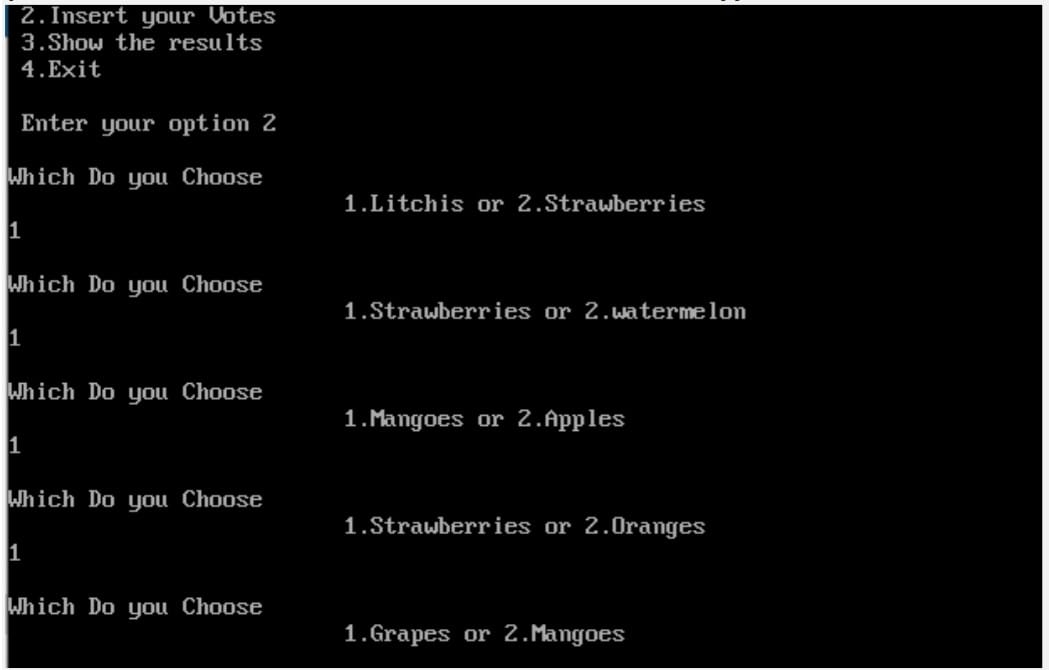 2.Insert your Votes
3.Show the results
4.Exit
Enter your option 2
Which Do you Choose
1.Litchis or 2.Strawberries
1
Which Do you Choose
1.Strawberries or 2.watermelon
1
Which Do you Choose
1.Mangoes or 2.Apples
1
Which Do you Choose
1.Strawberries or 2.Oranges
1
Which Do you Choose
1.Grapes or 2.Mangoes